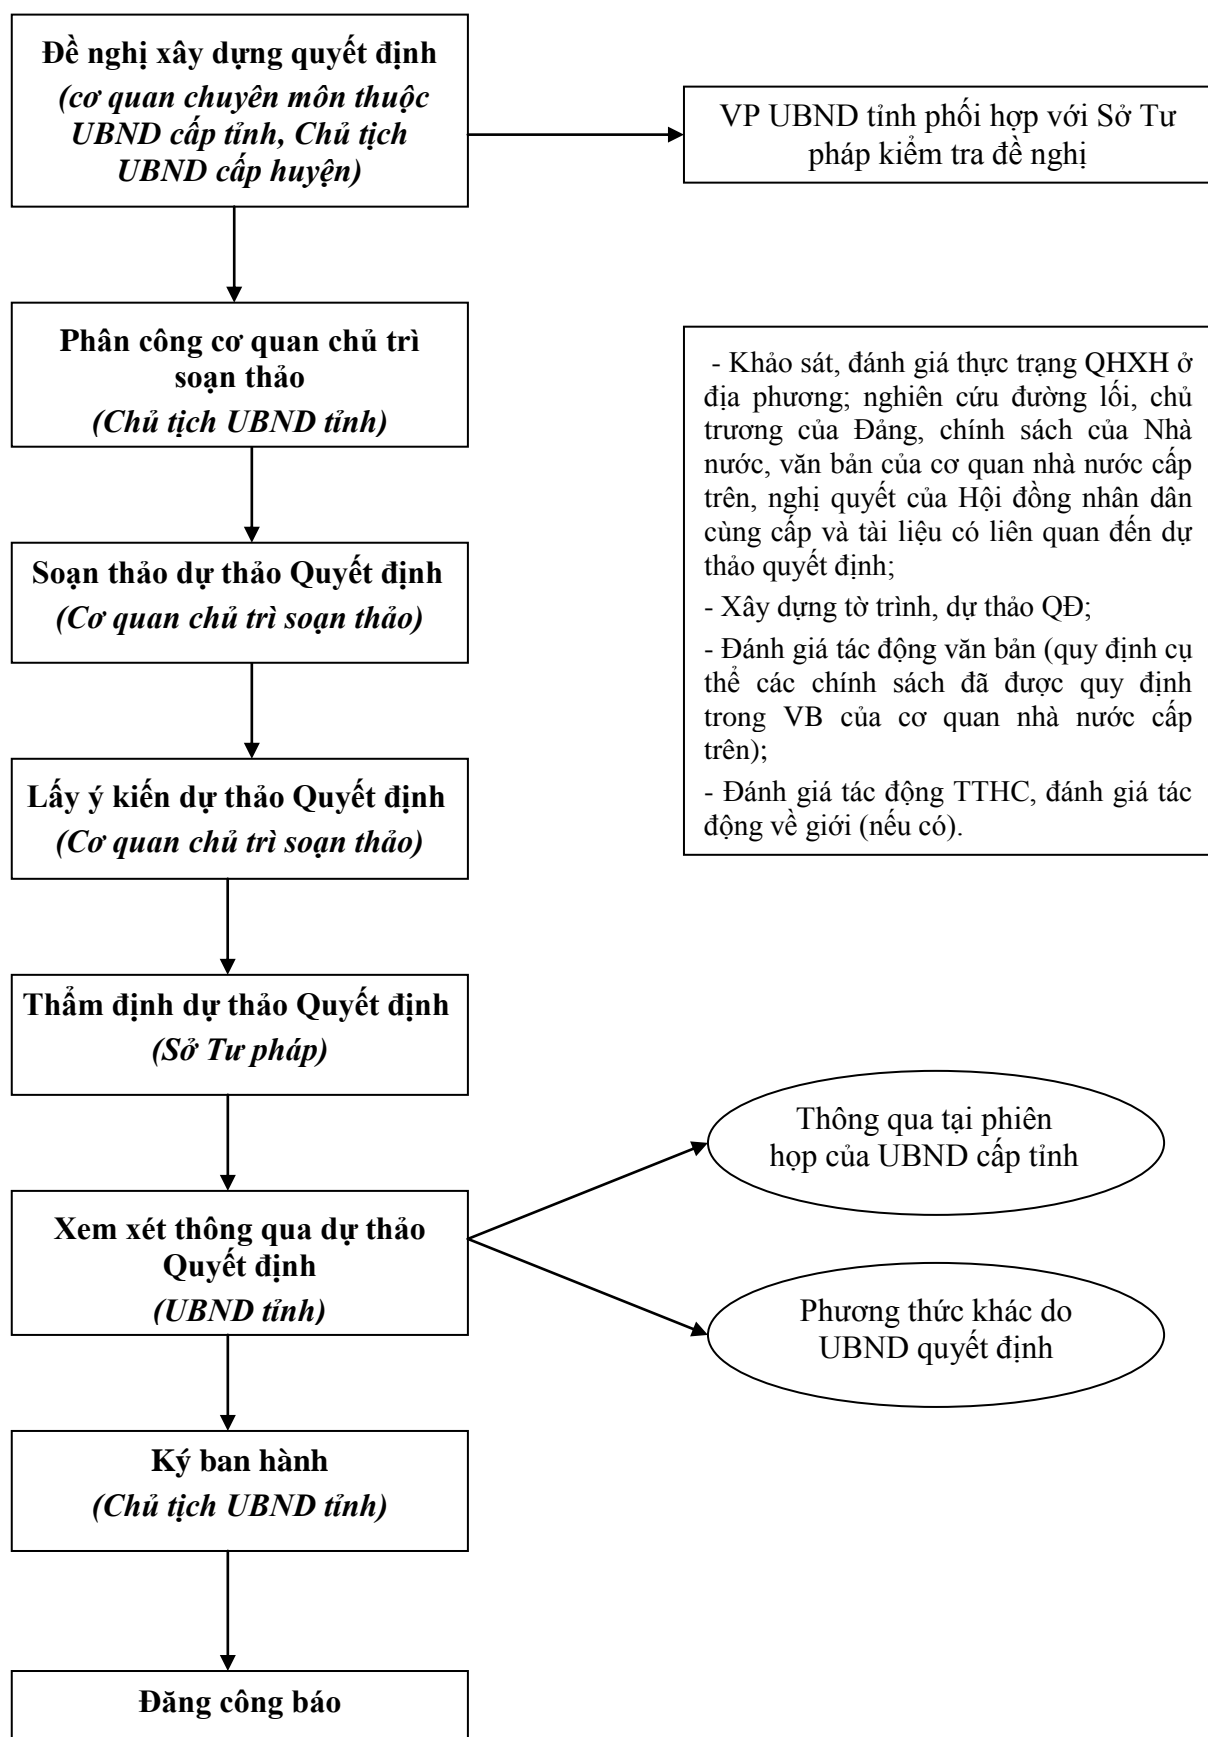 Đề nghị xây dựng quyết định
(cơ quan chuyên môn thuộc
UBND cấp tỉnh, Chủ tịch
UBND cấp huyện)
VP UBND tỉnh phối hợp với Sở Tư
pháp kiểm tra đề nghị
Phân công cơ quan chủ trì
soạn thảo
(Chủ tịch UBND tỉnh)
- Khảo sát, đánh giá thực trạng QHXH ở
địa phương; nghiên cứu đường lối, chủ
trương của Đảng, chính sách của Nhà
nước, văn bản của cơ quan nhà nước cấp
trên, nghị quyết của Hội đồng nhân dân
cùng cấp và tài liệu có liên quan đến dự
thảo quyết định;
- Xây dựng tờ trình, dự thảo QĐ;
- Đánh giá tác động văn bản (quy định cụ
thể các chính sách đã được quy định
trong VB của cơ quan nhà nước cấp
trên);
- Đánh giá tác động TTHC, đánh giá tác
động về giới (nếu có).
Soạn thảo dự thảo Quyết định
(Cơ quan chủ trì soạn thảo)
Lấy ý kiến dự thảo Quyết định
(Cơ quan chủ trì soạn thảo)
Thẩm định dự thảo Quyết định
(Sở Tư pháp)
Xem xét thông qua dự thảo
Quyết định
(UBND tỉnh)
Thông qua tại phiên
họp của UBND cấp tỉnh
Phương thức khác do
UBND quyết định
Ký ban hành
(Chủ tịch UBND tỉnh)
Đăng công báo